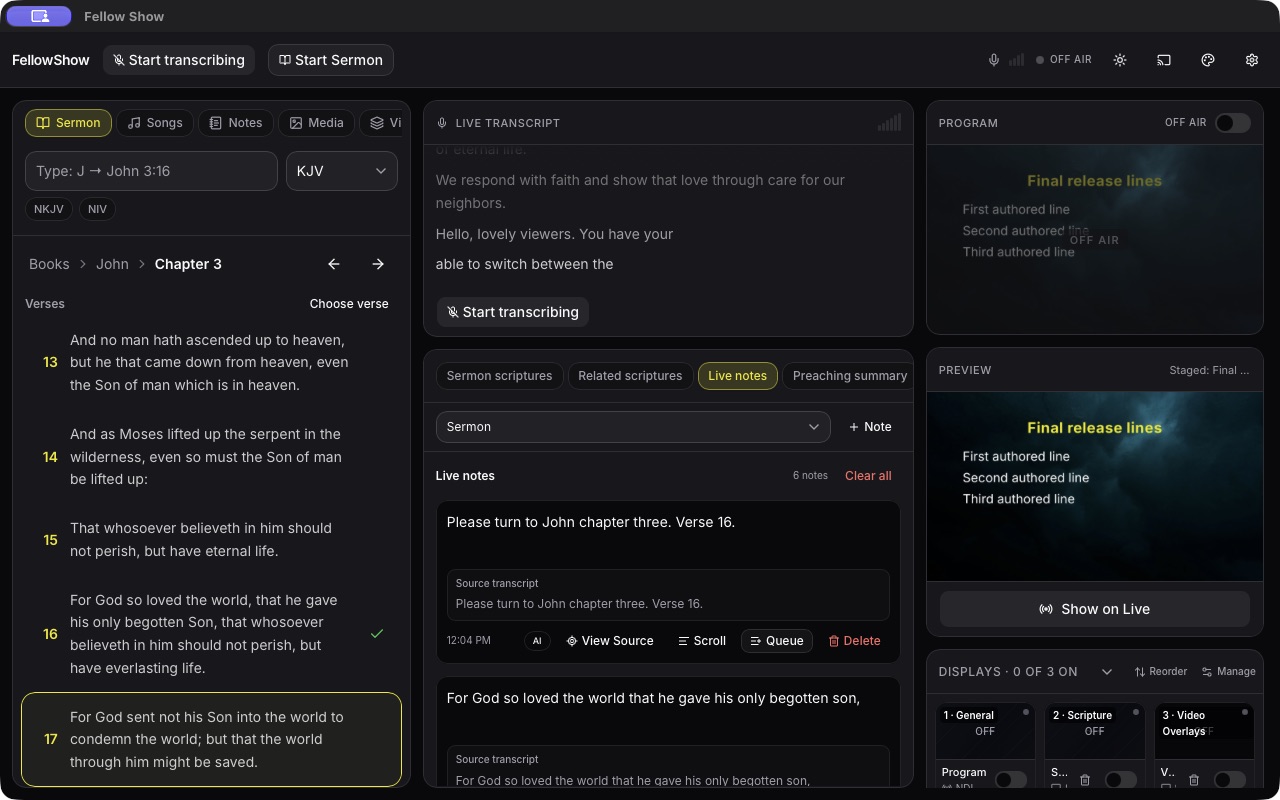 Fellow Show
FellowShow
Start transcribing
Start Sermon
OFF AIR
Sermon
Songs
Notes
Media
Vi
Type: J → John 3:16
KJV
NKJV
NIV
Books > John > Chapter 3
Verses
Choose verse
13
And no man hath ascended up to heaven,
but he that came down from heaven, even
the Son of man which is in heaven.
14
And as Moses lifted up the serpent in the
wilderness, even so must the Son of man
be lifted up:
15
That whosoever believeth in him should
not perish, but have eternal life.
16
For God so loved the world, that he gave
his only begotten Son, that whosoever
believeth in him should not perish, but
have everlasting life.
17
For God sent not his Son into the world to
condemn the world; but that the world
through him might be saved.
LIVE TRANSCRIPT
of eternal life.
We respond with faith and show that love through care for our
neighbors.
Hello, lovely viewers. You have your
able to switch between the
Start transcribing
Sermon scriptures
Related scriptures
Live notes
Preaching summary
Sermon
+ Note
Live notes
6 notes
Clear all
Please turn to John chapter three. Verse 16.
Source transcript
Please turn to John chapter three. Verse 16.
12:04 PM
AI
View Source
Scroll
Queue
Delete
For God so loved the world that he gave his only begotten son,
Source transcript
For God so loved the world that he gave his only begotten son,
PROGRAM
OFF AIR
Final release lines
First authored line
Second authored line
OFF AIR
Third authored line
PREVIEW
Staged: Final ...
Final release lines
First authored line
Second authored line
Third authored line
Show on Live
DISPLAYS · 0 OF 3 ON
Reorder
Manage
1 · General
OFF
2 · Scripture
OFF
3 · Video
Overlays
Program
NDI
S...
V..